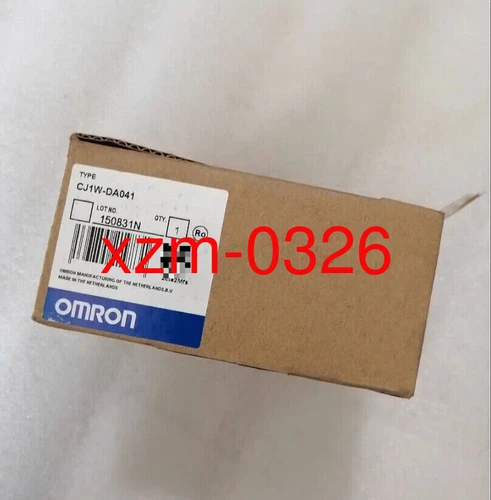 TYPE
CJ1W-DA041
LOT NO. QTY.
150831N 1 Ro
xzm-0326
OMRON MANUFACTURING OF THE NETHERLANDS.B.V
MADE IN THE NETHERLANDS
OMRON